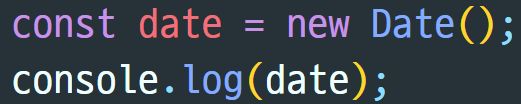 const date = new Date();
console.log(date);